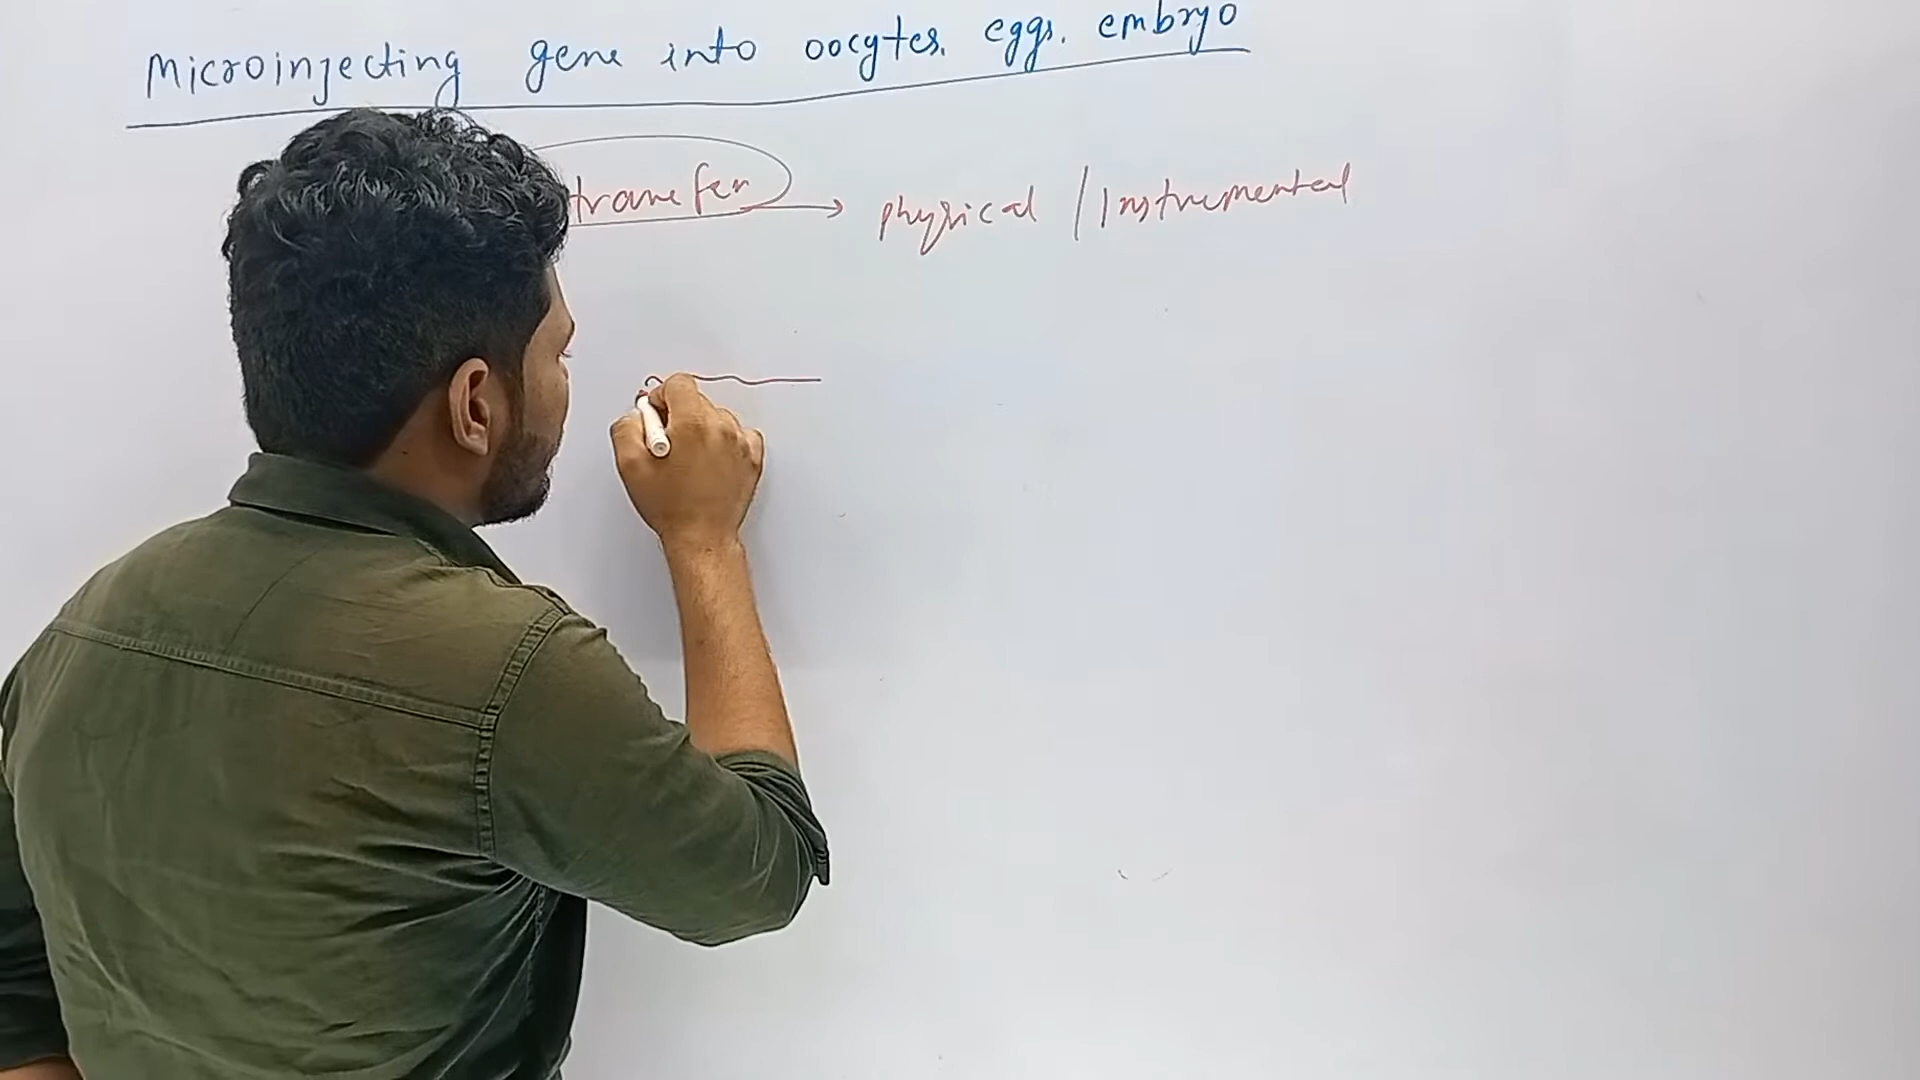 Microinjecting gene into oocytes, eggs, embryo
transfer → physical / Instrumental